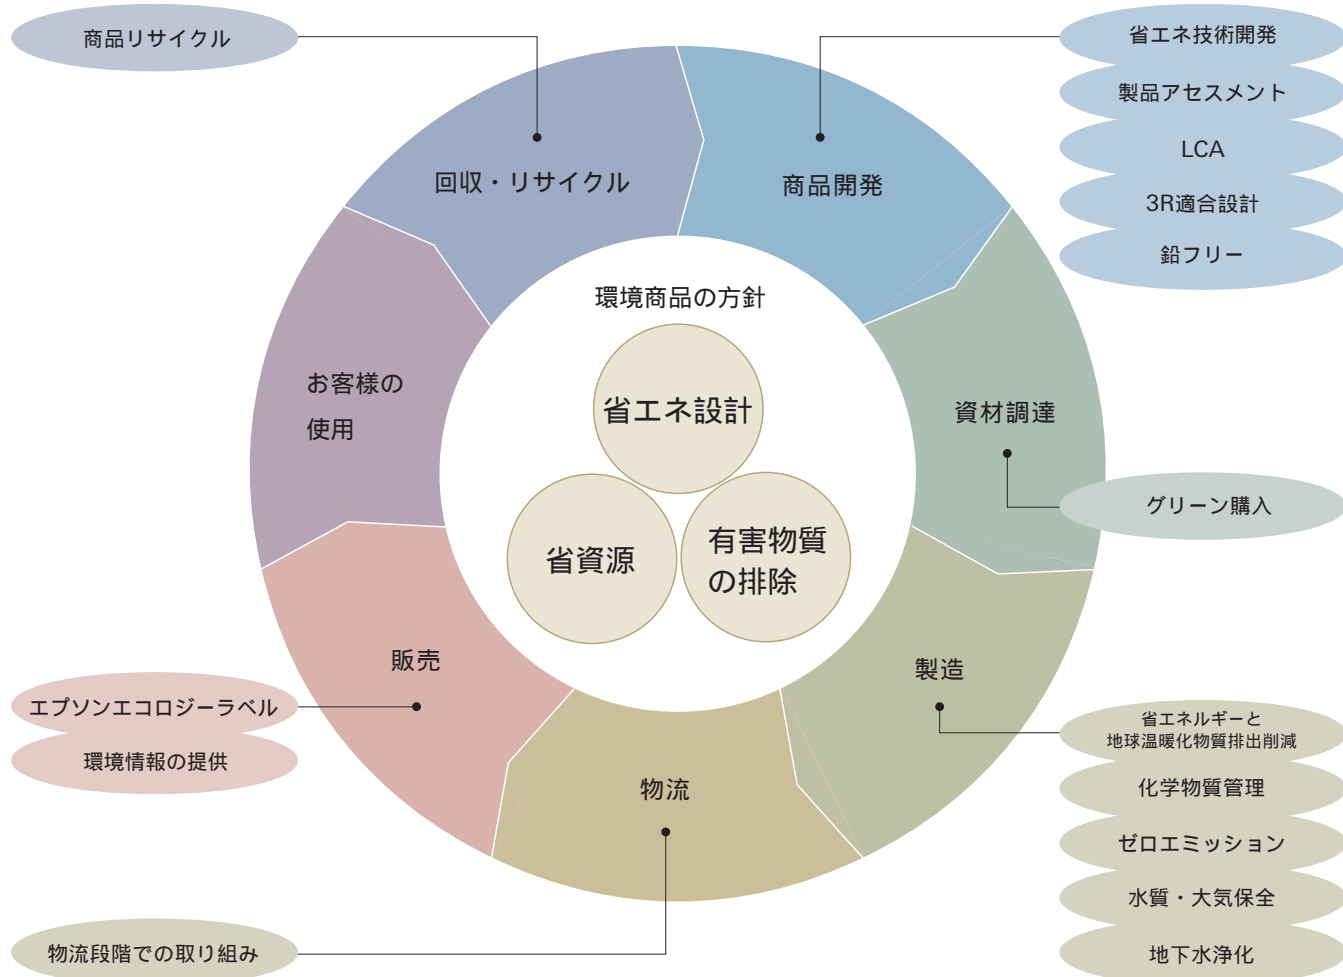 商品リサイクル
省エネ技術開発
製品アセスメント
LCA
3R適合設計
鉛フリー
回収・リサイクル
商品開発
環境商品の方針
省エネ設計
お客様の
使用
資材調達
グリーン購入
省資源
有害物質
の排除
販売
製造
エプソンエコロジーラベル
環境情報の提供
省エネルギーと
地球温暖化物質排出削減
化学物質管理
ゼロエミッション
水質・大気保全
地下水浄化
物流
物流段階での取り組み